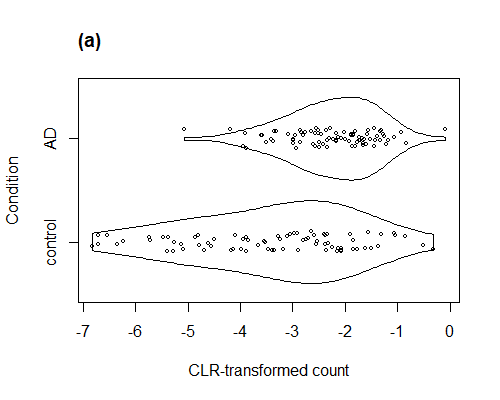 (a)
Condition
AD
control
-7 -6 -5 -4 -3 -2 -1 0
CLR-transformed count